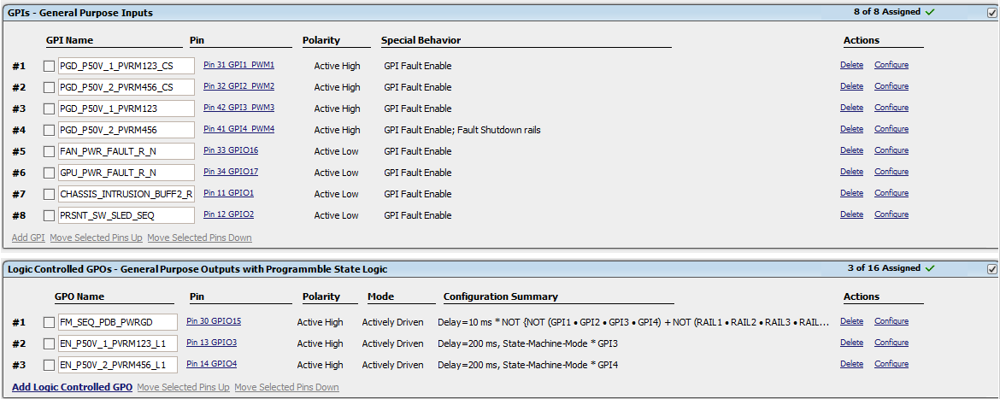 GPIs - General Purpose Inputs 8 of 8 Assigned
GPI Name Pin Polarity Special Behavior Actions
#1 PGD_P50V_1_PVRM123_CS Pin 31 GPI1_PWM1 Active High GPI Fault Enable Delete Configure
#2 PGD_P50V_2_PVRM456_CS Pin 32 GPI2_PWM2 Active High GPI Fault Enable Delete Configure
#3 PGD_P50V_1_PVRM123 Pin 42 GPI3_PWM3 Active High GPI Fault Enable Delete Configure
#4 PGD_P50V_2_PVRM456 Pin 41 GPI4_PWM4 Active High GPI Fault Enable; Fault Shutdown rails Delete Configure
#5 FAN_PWR_FAULT_R_N Pin 33 GPIO16 Active Low GPI Fault Enable Delete Configure
#6 GPU_PWR_FAULT_R_N Pin 34 GPIO17 Active Low GPI Fault Enable Delete Configure
#7 CHASSIS_INTRUSION_BUFF2_R Pin 11 GPIO1 Active Low GPI Fault Enable Delete Configure
#8 PRSNT_SW_SLED_SEQ Pin 12 GPIO2 Active Low GPI Fault Enable Delete Configure
Add GPI Move Selected Pins Up Move Selected Pins Down
Logic Controlled GPOs - General Purpose Outputs with Programmble State Logic 3 of 16 Assigned
GPO Name Pin Polarity Mode Configuration Summary Actions
#1 FM_SEQ_PDB_PWRGD Pin 30 GPIO15 Active High Actively Driven Delay=10 ms * NOT {NOT (GPI1 • GPI2 • GPI3 • GPI4) + NOT (RAIL1 • RAIL2 • RAIL3 • RAIL... Delete Configure
#2 EN_P50V_1_PVRM123_L1 Pin 13 GPIO3 Active High Actively Driven Delay=200 ms, State-Machine-Mode * GPI3 Delete Configure
#3 EN_P50V_2_PVRM456_L1 Pin 14 GPIO4 Active High Actively Driven Delay=200 ms, State-Machine-Mode * GPI4 Delete Configure
Add Logic Controlled GPO Move Selected Pins Up Move Selected Pins Down